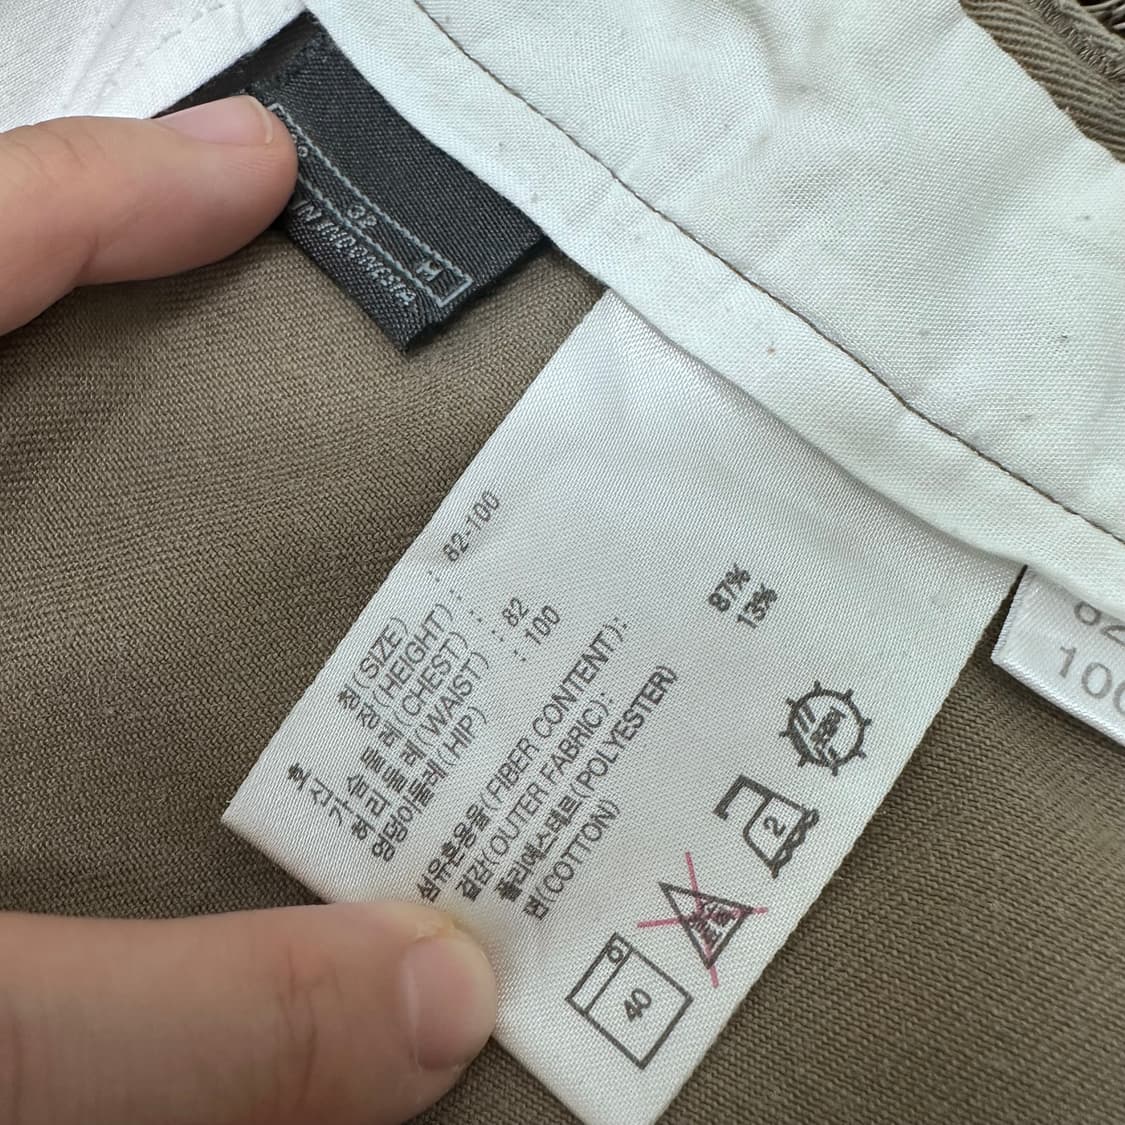 32
M
IN INDONESIA
호칭(SIZE) : 82-100
신장(HEIGHT) :
가슴둘레(CHEST) :
허리둘레(WAIST) : 82
엉덩이둘레(HIP) : 100
섬유혼용율(FIBER CONTENT):
겉감(OUTER FABRIC):
폴리에스테르(POLYESTER) 87%
면(COTTON) 13%
40
2
82
100